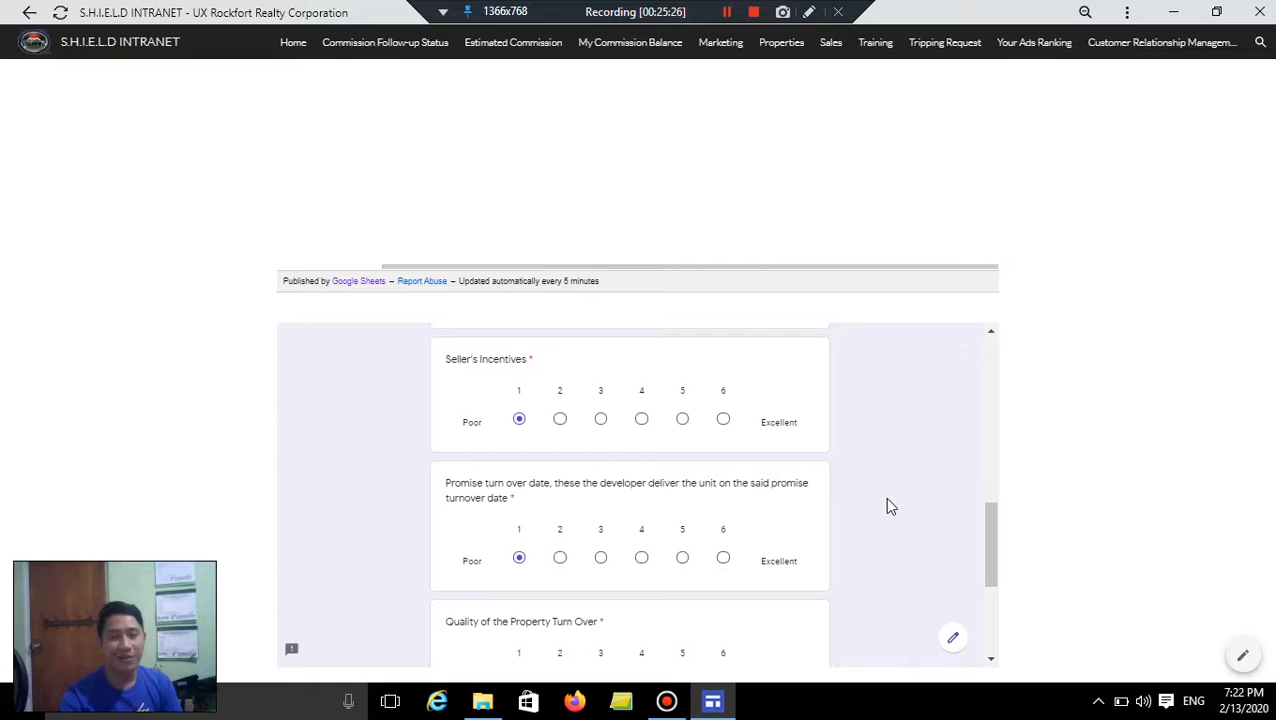 S.H.I.E.L.D INTRANET - UX Rockfort Realty Corporation
1366x768
Recording [00:25:26]
S.H.I.E.L.D INTRANET
Home Commission Follow-up Status Estimated Commission My Commission Balance Marketing Properties Sales Training Tripping Request Your Ads Ranking Customer Relationship Managem...
Published by Google Sheets – Report Abuse – Updated automatically every 5 minutes
Seller's Incentives *
1 2 3 4 5 6
Poor Excellent
Promise turn over date, these the developer deliver the unit on the said promise
turnover date *
1 2 3 4 5 6
Poor Excellent
Quality of the Property Turn Over *
1 2 3 4 5 6
ENG
7:22 PM
2/13/2020